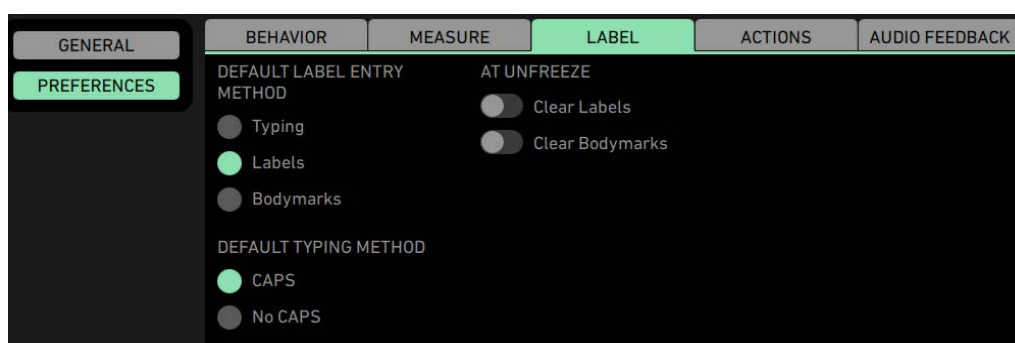 GENERAL
PREFERENCES
BEHAVIOR
MEASURE
LABEL
ACTIONS
AUDIO FEEDBACK
DEFAULT LABEL ENTRY
METHOD
Typing
Labels
Bodymarks
DEFAULT TYPING METHOD
CAPS
No CAPS
AT UNFREEZE
Clear Labels
Clear Bodymarks